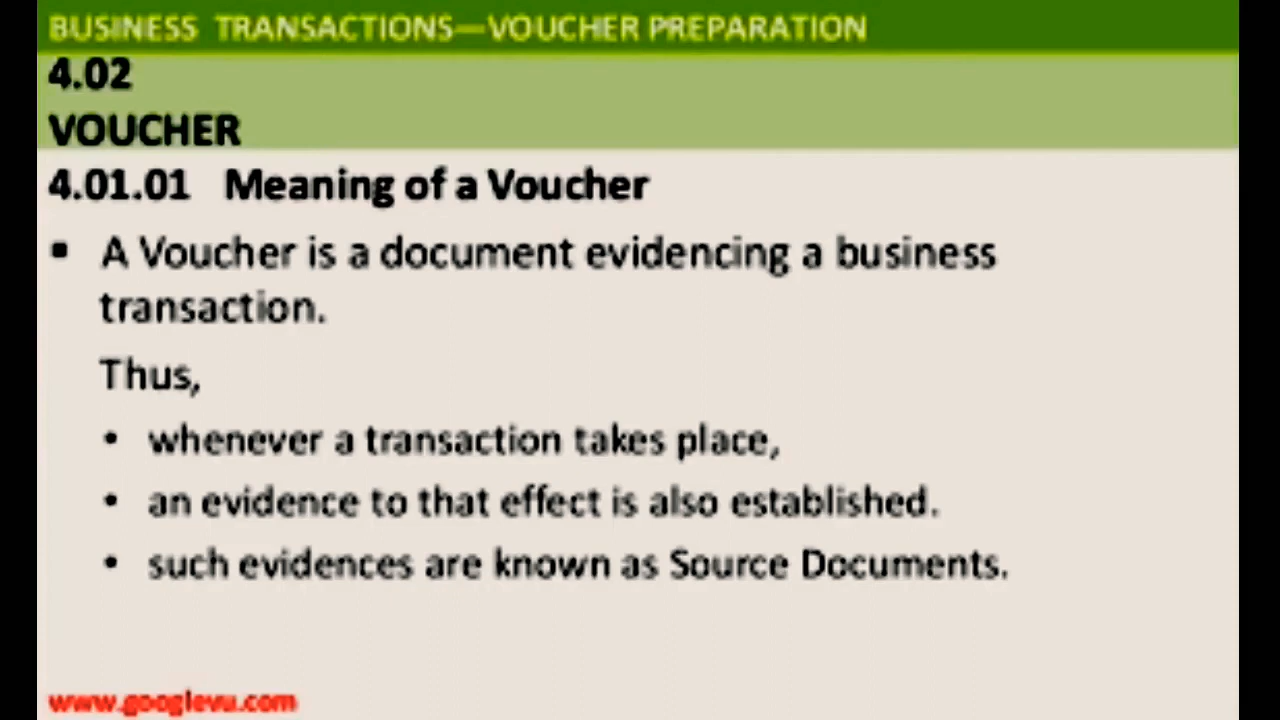 BUSINESS TRANSACTIONS—VOUCHER PREPARATION
4.02
VOUCHER
4.01.01 Meaning of a Voucher
▪ A Voucher is a document evidencing a business
transaction.
Thus,
• whenever a transaction takes place,
• an evidence to that effect is also established.
• such evidences are known as Source Documents.
www.googlevu.com